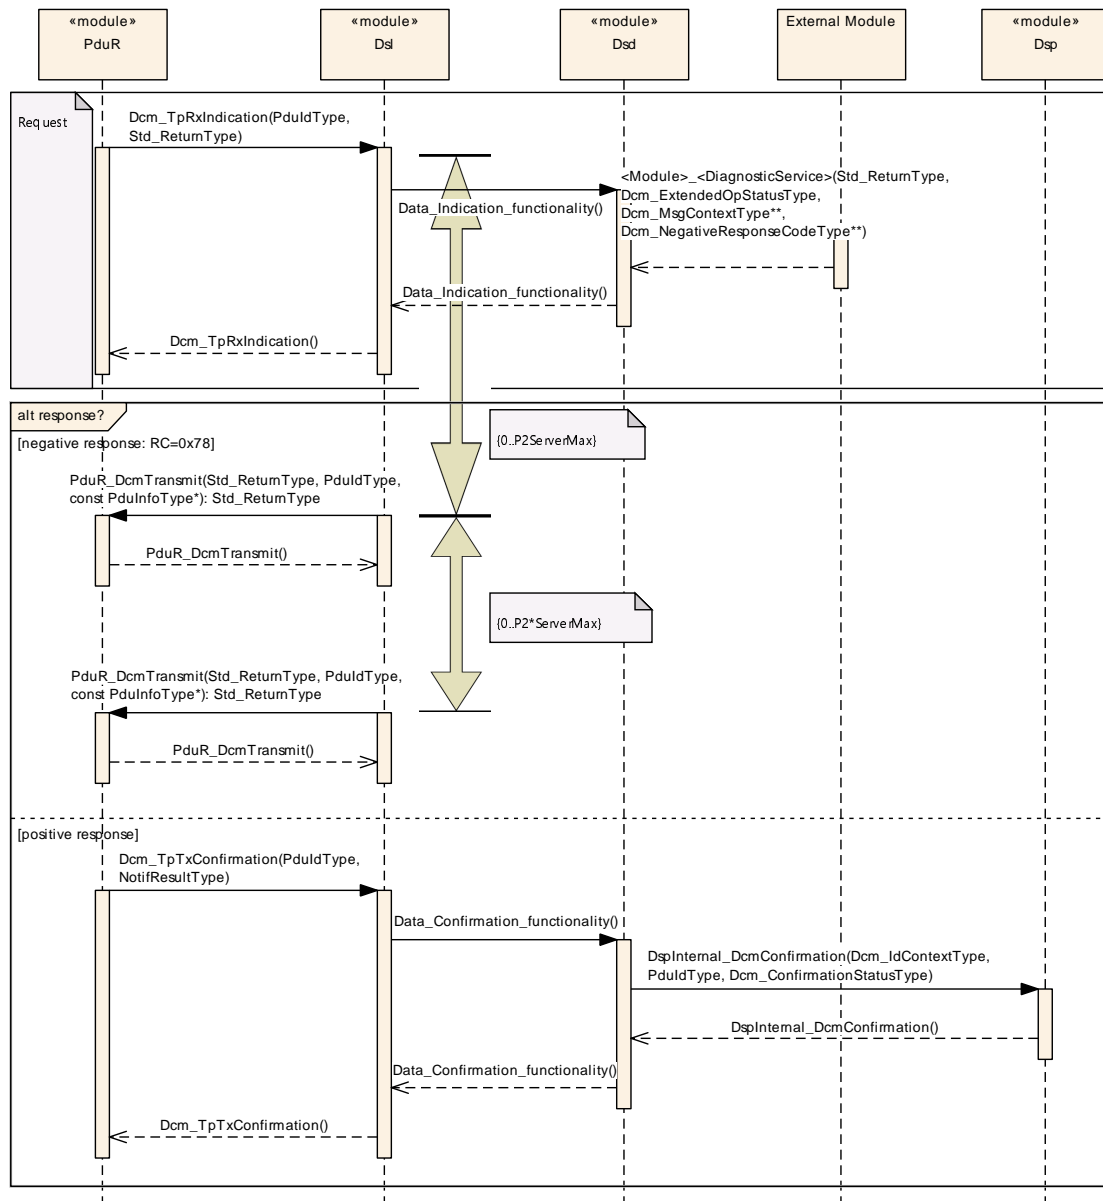 «module»
PduR
«module»
Dsl
«module»
Dsd
External Module
«module»
Dsp
Request
Dcm_TpRxIndication(PduIdType,
Std_ReturnType)
<Module>_<DiagnosticService>(Std_ReturnType,
Dcm_ExtendedOpStatusType,
Dcm_MsgContextType**,
Dcm_NegativeResponseCodeType**)
Data_Indication_functionality()
Data_Indication_functionality()
Dcm_TpRxIndication()
alt response?
[negative response: RC=0x78]
{0..P2ServerMax}
PduR_DcmTransmit(Std_ReturnType, PduIdType,
const PduInfoType*): Std_ReturnType
PduR_DcmTransmit()
{0..P2*ServerMax}
PduR_DcmTransmit(Std_ReturnType, PduIdType,
const PduInfoType*): Std_ReturnType
PduR_DcmTransmit()
[positive response]
Dcm_TpTxConfirmation(PduIdType,
NotifResultType)
Data_Confirmation_functionality()
DspInternal_DcmConfirmation(Dcm_IdContextType,
PduIdType, Dcm_ConfirmationStatusType)
DspInternal_DcmConfirmation()
Data_Confirmation_functionality()
Dcm_TpTxConfirmation()